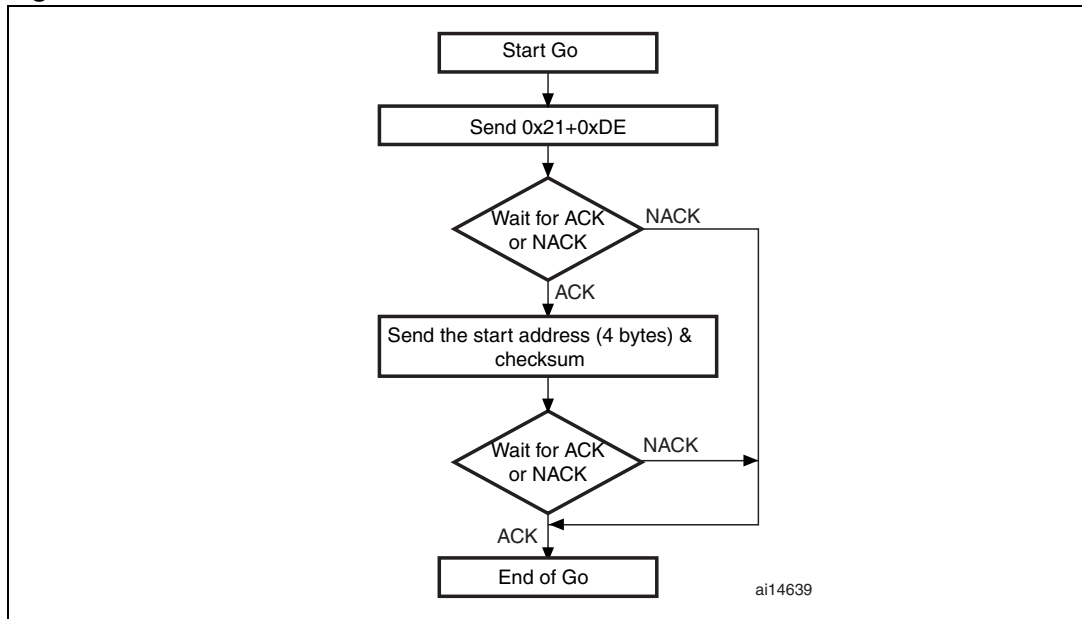 Start Go
Send 0x21+0xDE
Wait for ACK
or NACK
NACK
ACK
Send the start address (4 bytes) &
checksum
Wait for ACK
or NACK
NACK
ACK
End of Go
ai14639